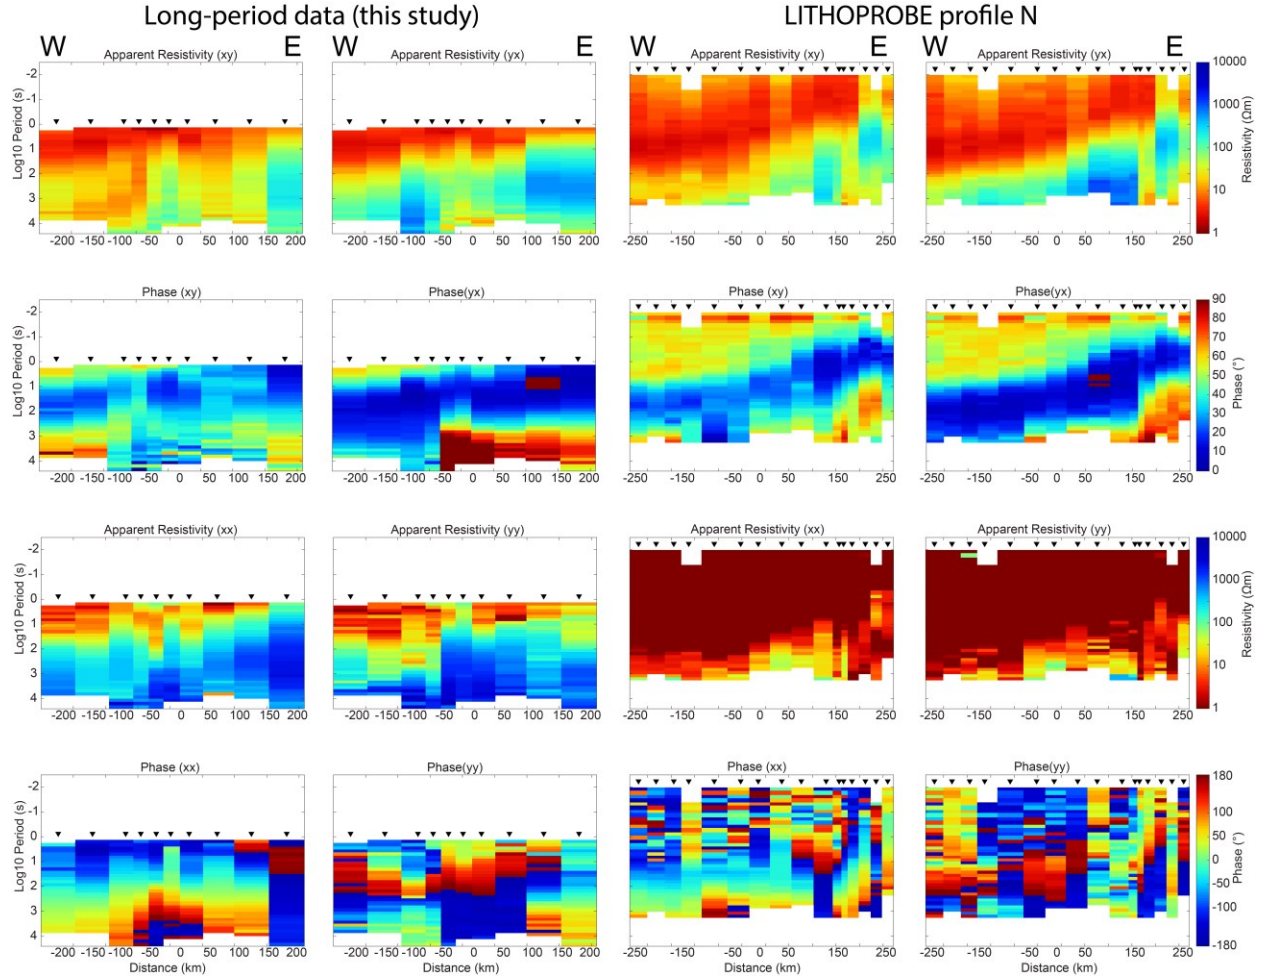 Long-period data (this study) LITHOPROBE profile N
W E W E W E W E
Apparent Resistivity (xy) Apparent Resistivity (yx) Apparent Resistivity (xy) Apparent Resistivity (yx)
Log10 Period (s)
-2
-1
0
1
2
3
4
-200 -150 -100 -50 0 50 100 150 200
-200 -150 -100 -50 0 50 100 150 200
-250 -150 -50 0 50 150 250
-250 -150 -50 0 50 150 250
10000
1000
100
10
1
Resistivity (Ωm)
Phase (xy) Phase(yx) Phase (xy) Phase(yx)
Log10 Period (s)
-2
-1
0
1
2
3
4
-200 -150 -100 -50 0 50 100 150 200
-200 -150 -100 -50 0 50 100 150 200
-250 -150 -50 0 50 150 250
-250 -150 -50 0 50 150 250
90
80
70
60
50
40
30
20
10
0
Phase (°)
Apparent Resistivity (xx) Apparent Resistivity (yy) Apparent Resistivity (xx) Apparent Resistivity (yy)
Log10 Period (s)
-2
-1
0
1
2
3
4
-200 -150 -100 -50 0 50 100 150 200
-200 -150 -100 -50 0 50 100 150 200
-250 -150 -50 0 50 150 250
-250 -150 -50 0 50 150 250
10000
1000
100
10
1
Resistivity (Ωm)
Phase (xx) Phase(yy) Phase (xx) Phase(yy)
Log10 Period (s)
-2
-1
0
1
2
3
4
-200 -150 -100 -50 0 50 100 150 200
-200 -150 -100 -50 0 50 100 150 200
-250 -150 -50 0 50 150 250
-250 -150 -50 0 50 150 250
Distance (km) Distance (km) Distance (km) Distance (km)
180
100
50
0
-50
-100
-180
Phase (°)